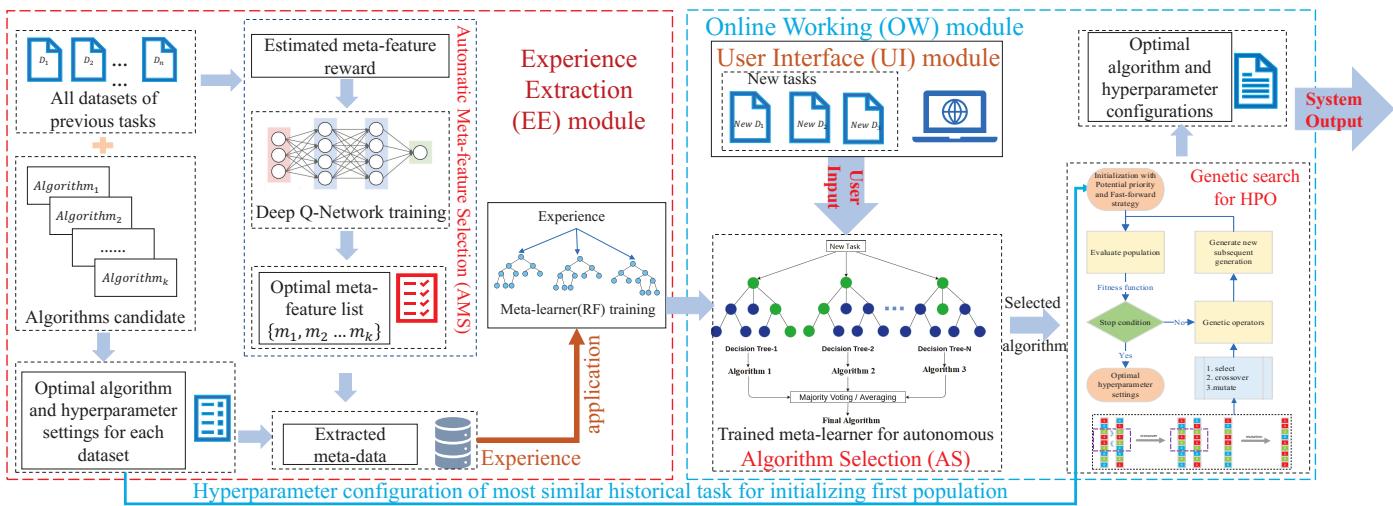 D₁
D₂
...
Dₙ
...
All datasets of
previous tasks
Algorithm₁
Algorithm₂
......
Algorithmₖ
Algorithms candidate
Optimal algorithm
and hyperparameter
settings for each
dataset
Estimated meta-feature
reward
Deep Q-Network training
Optimal meta-
feature list
{m₁, m₂ … mₖ}
Automatic Meta-feature Selection (AMS)
Extracted
meta-data
Experience
Extraction
(EE) module
Experience
Meta-learner(RF) training
application
Experience
Online Working (OW) module
User Interface (UI) module
New tasks
New D₁
New D₂
New D
User
Input
New Task
Decision Tree-1
Decision Tree-2
Decision Tree-N
Algorithm 1
Algorithm 2
Algorithm 3
Majority Voting / Averaging
Final Algorithm
Trained meta-learner for autonomous
Algorithm Selection (AS)
Selected
algorithm
Optimal
algorithm and
hyperparameter
configurations
System
Output
Genetic search
for HPO
Initialization with
Potential priority
and Fast-forward
strategy
Evaluate population
Generate new
subsequent
generation
Fitness function
Stop condition
No
Genetic operators
Yes
Optimal
hyperparameter
settings
1. select
2. crossover
3.mutate
Hyperparameter configuration of most similar historical task for initializing first population